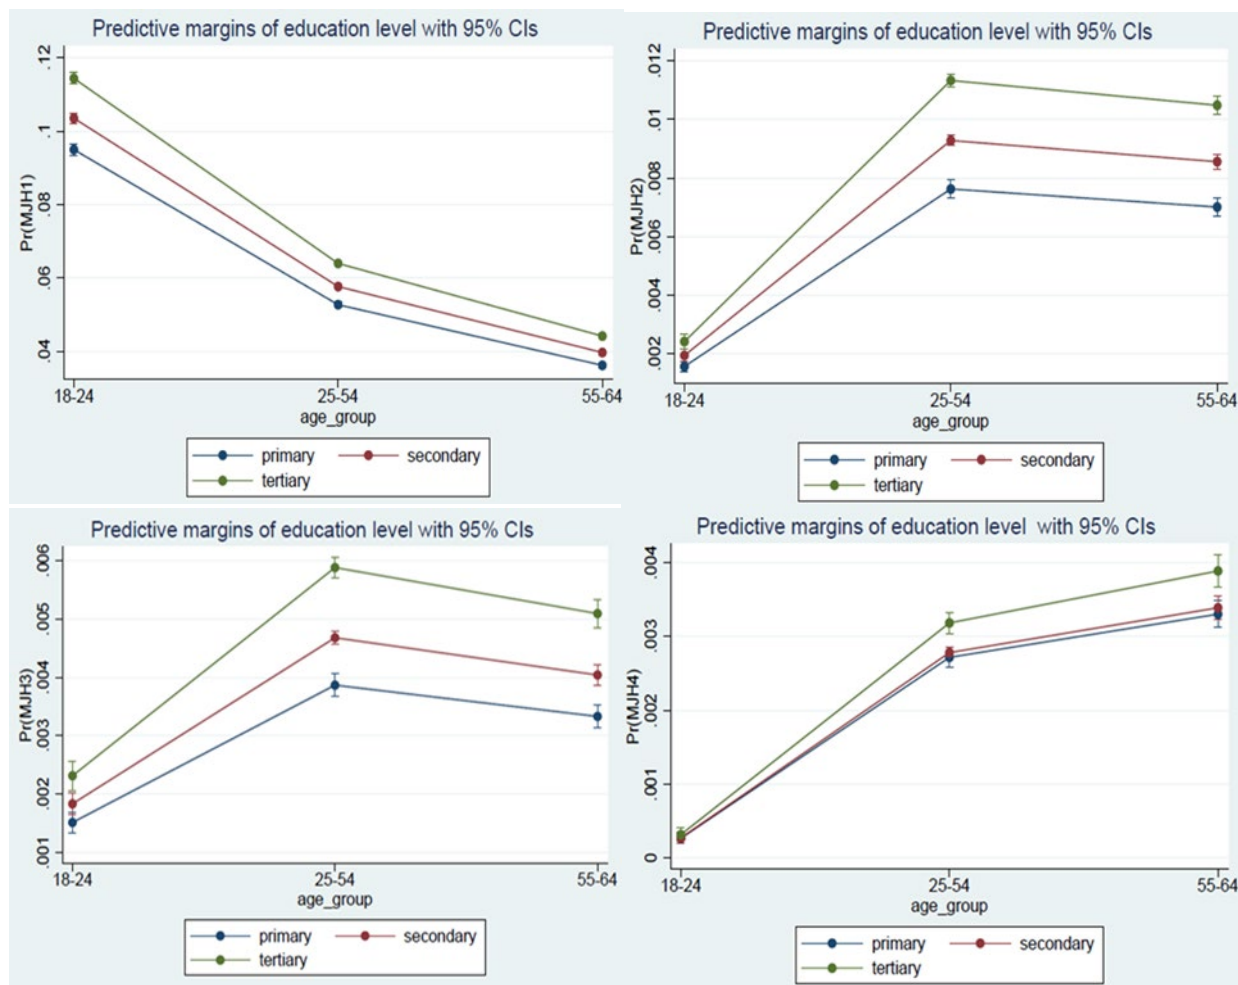 Predictive margins of education level with 95% CIs
.12
.1
.08
.06
.04
Pr(MJH1)
18-24 25-54 55-64
age_group
primary secondary
tertiary
Predictive margins of education level with 95% CIs
.012
.01
.008
.006
.004
.002
Pr(MJH2)
18-24 25-54 55-64
age_group
primary secondary
tertiary
Predictive margins of education level with 95% CIs
.006
.005
.004
.003
.002
.001
Pr(MJH3)
18-24 25-54 55-64
age_group
primary secondary
tertiary
Predictive margins of education level with 95% CIs
.004
.003
.002
.001
0
Pr(MJH4)
18-24 25-54 55-64
age_group
primary secondary
tertiary